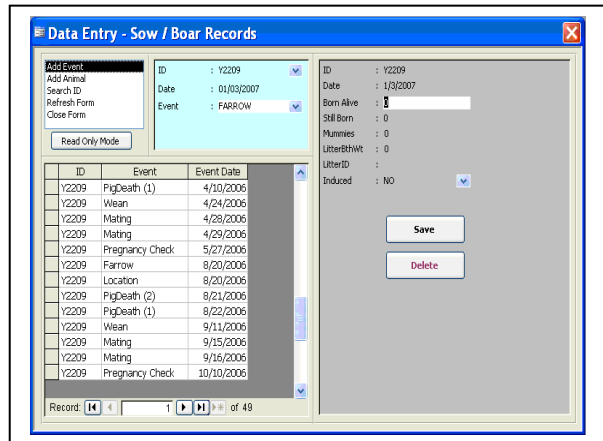 Data Entry - Sow / Boar Records
Add Event
Add Animal
Search ID
Refresh Form
Close Form
Read Only Mode
ID : Y2209
Date : 01/03/2007
Event : FARROW
ID Event Event Date
Y2209 PigDeath (1) 4/10/2006
Y2209 Wean 4/24/2006
Y2209 Mating 4/28/2006
Y2209 Mating 4/29/2006
Y2209 Pregnancy Check 5/27/2006
Y2209 Farrow 8/20/2006
Y2209 Location 8/20/2006
Y2209 PigDeath (2) 8/21/2006
Y2209 PigDeath (1) 8/22/2006
Y2209 Wean 9/11/2006
Y2209 Mating 9/15/2006
Y2209 Mating 9/16/2006
Y2209 Pregnancy Check 10/10/2006
Record: 1 of 49
ID : Y2209
Date : 1/3/2007
Born Alive : 0
Still Born : 0
Mummies : 0
LitterBthWt : 0
LitterID :
Induced : NO
Save
Delete